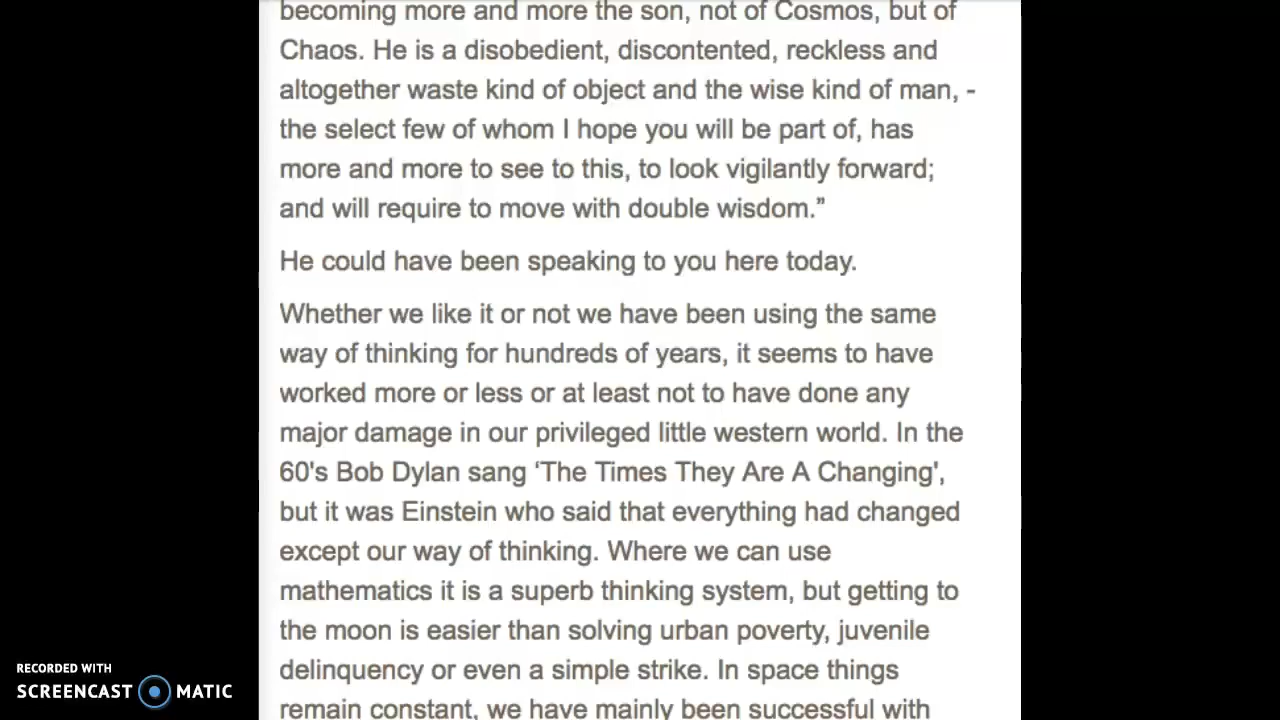 becoming more and more the son, not of Cosmos, but of
Chaos. He is a disobedient, discontented, reckless and
altogether waste kind of object and the wise kind of man, -
the select few of whom I hope you will be part of, has
more and more to see to this, to look vigilantly forward;
and will require to move with double wisdom.”
He could have been speaking to you here today.
Whether we like it or not we have been using the same
way of thinking for hundreds of years, it seems to have
worked more or less or at least not to have done any
major damage in our privileged little western world. In the
60's Bob Dylan sang ‘The Times They Are A Changing',
but it was Einstein who said that everything had changed
except our way of thinking. Where we can use
mathematics it is a superb thinking system, but getting to
the moon is easier than solving urban poverty, juvenile
delinquency or even a simple strike. In space things
remain constant, we have mainly been successful with
RECORDED WITH
SCREENCAST MATIC